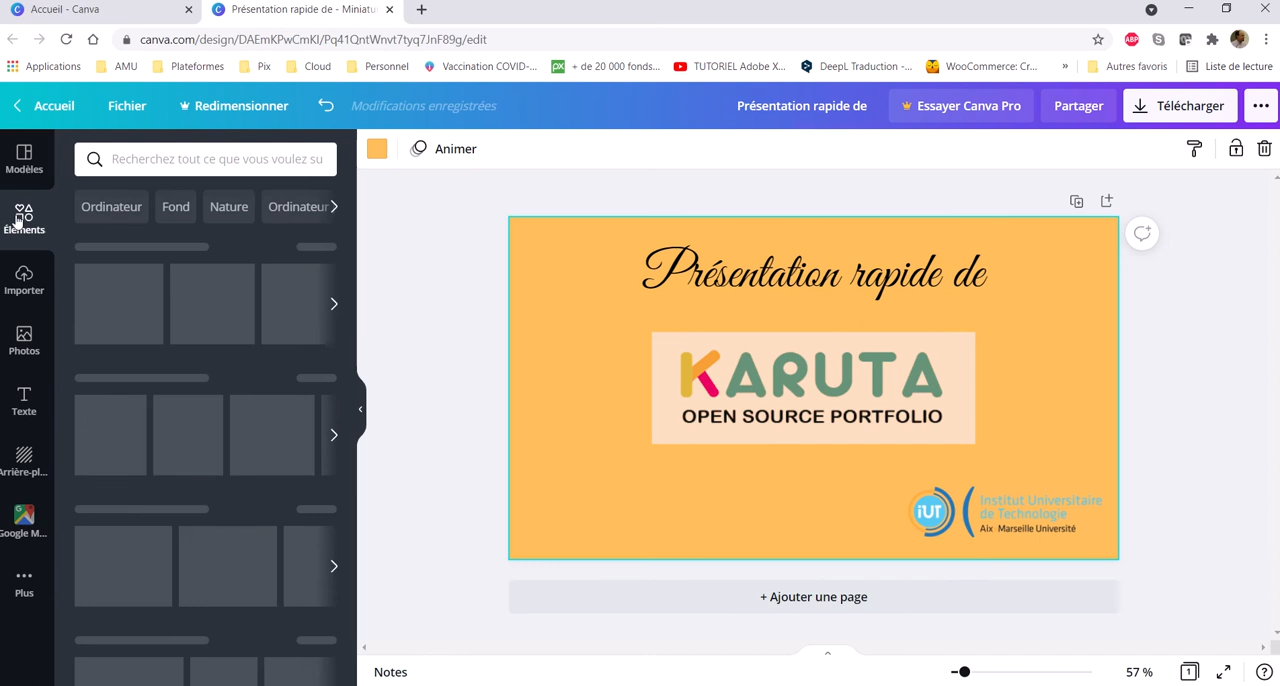 Accueil - Canva
Présentation rapide de - Miniatu
canva.com/design/DAEmKPwCmKI/Pq41QntWnvt7tyq7JnF89g/edit
ABP
Applications
AMU
Plateformes
Pix
Cloud
Personnel
Vaccination COVID-...
+ de 20 000 fonds...
TUTORIEL Adobe X...
DeepL Traduction -...
WooCommerce: Cr...
»
Autres favoris
Liste de lecture
Accueil
Fichier
Redimensionner
Modifications enregistrées
Présentation rapide de
Essayer Canva Pro
Partager
Télécharger
Modèles
Éléments
Importer
Photos
Texte
Arrière-pl...
Google M...
Plus
Recherchez tout ce que vous voulez su
Ordinateur
Fond
Nature
Ordinateur
Animer
Présentation rapide de
KARUTA
OPEN SOURCE PORTFOLIO
iUT
Institut Universitaire
de Technologie
Aix Marseille Université
+ Ajouter une page
Notes
57 %
1